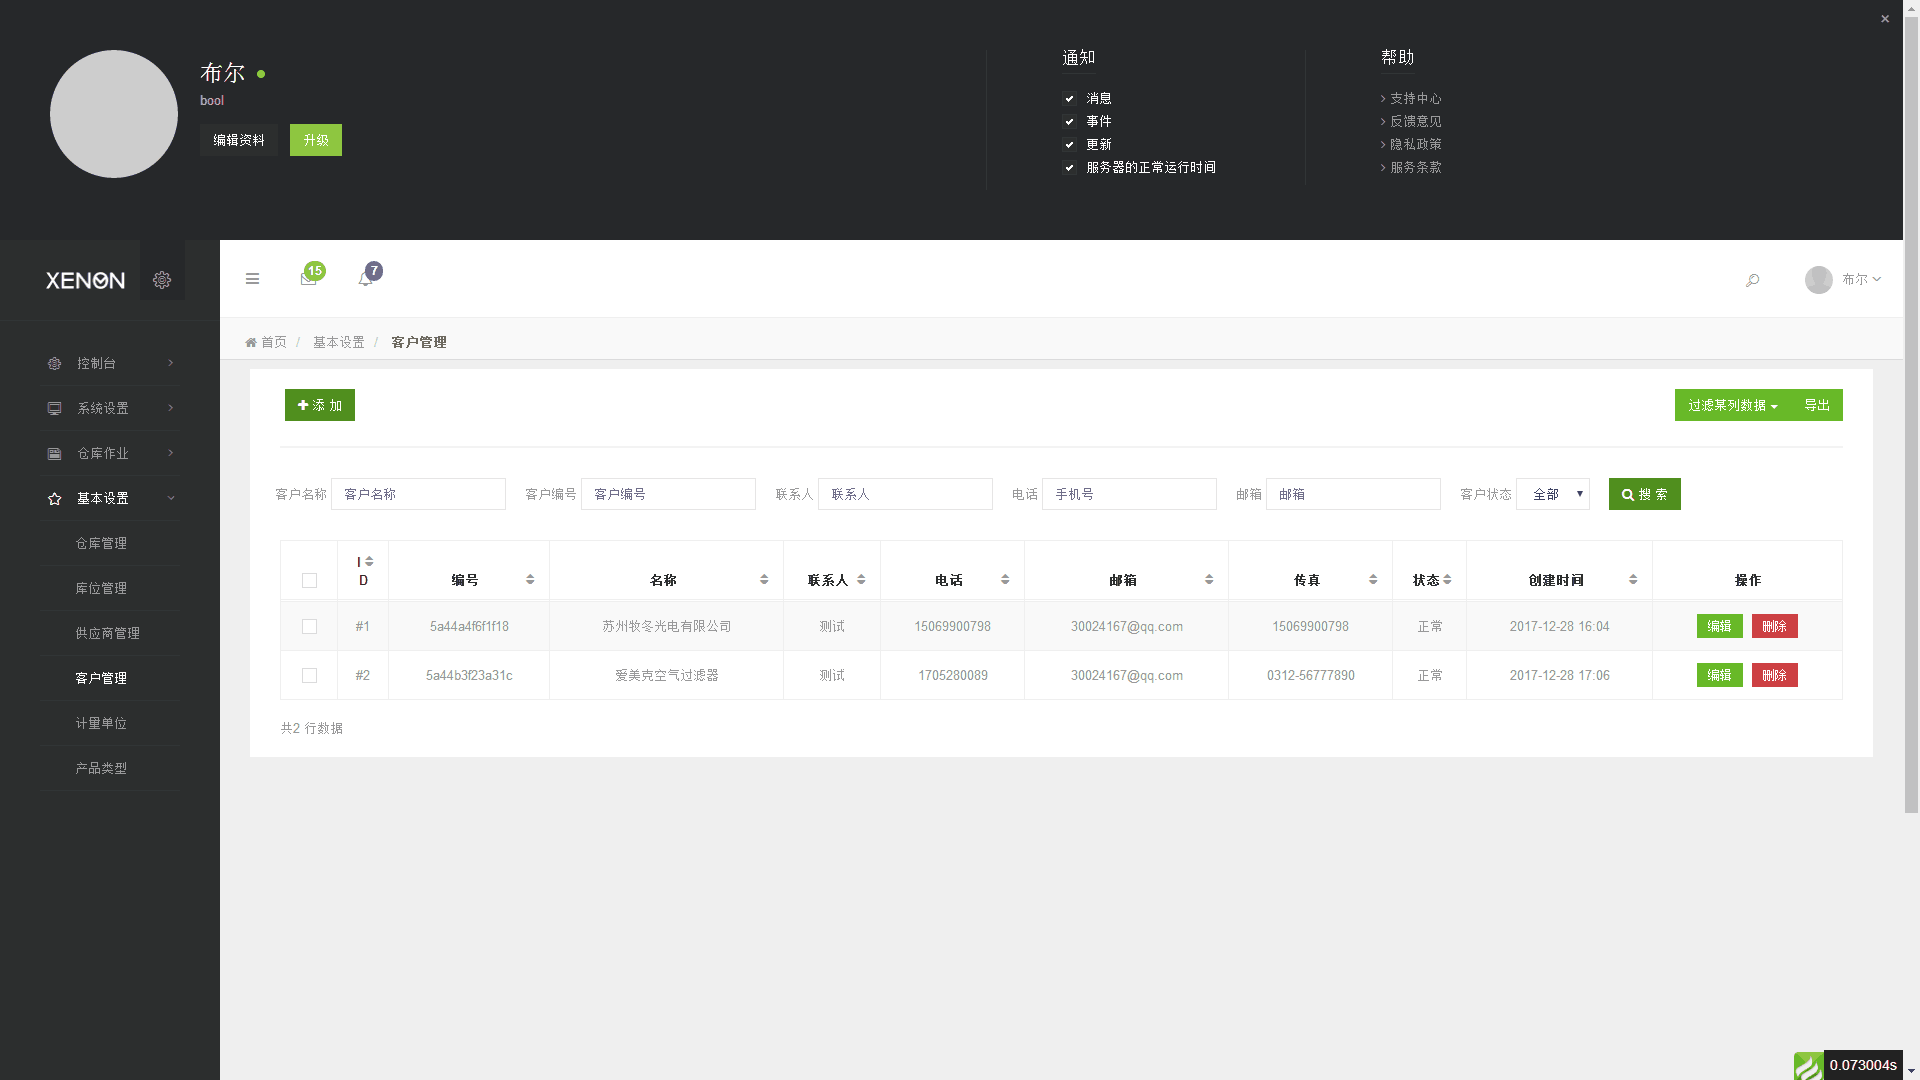 ×
布尔
bool
编辑资料 升级
通知
消息
事件
更新
服务器的正常运行时间
帮助
支持中心
反馈意见
隐私政策
服务条款
XENON
15 7
布尔
控制台
系统设置
仓库作业
基本设置
仓库管理
库位管理
供应商管理
客户管理
计量单位
产品类型
首页 / 基本设置 / 客户管理
添 加
过滤某列数据 导出
客户名称 客户名称 客户编号 客户编号 联系人 联系人 电话 手机号 邮箱 邮箱 客户状态 全部 搜 索
ID 编号 名称 联系人 电话 邮箱 传真 状态 创建时间 操作
#1 5a44a4f6f1f18 苏州牧冬光电有限公司 测试 15069900798 30024167@qq.com 15069900798 正常 2017-12-28 16:04 编辑 删除
#2 5a44b3f23a31c 爱美克空气过滤器 测试 1705280089 30024167@qq.com 0312-56777890 正常 2017-12-28 17:06 编辑 删除
共2 行数据
0.073004s